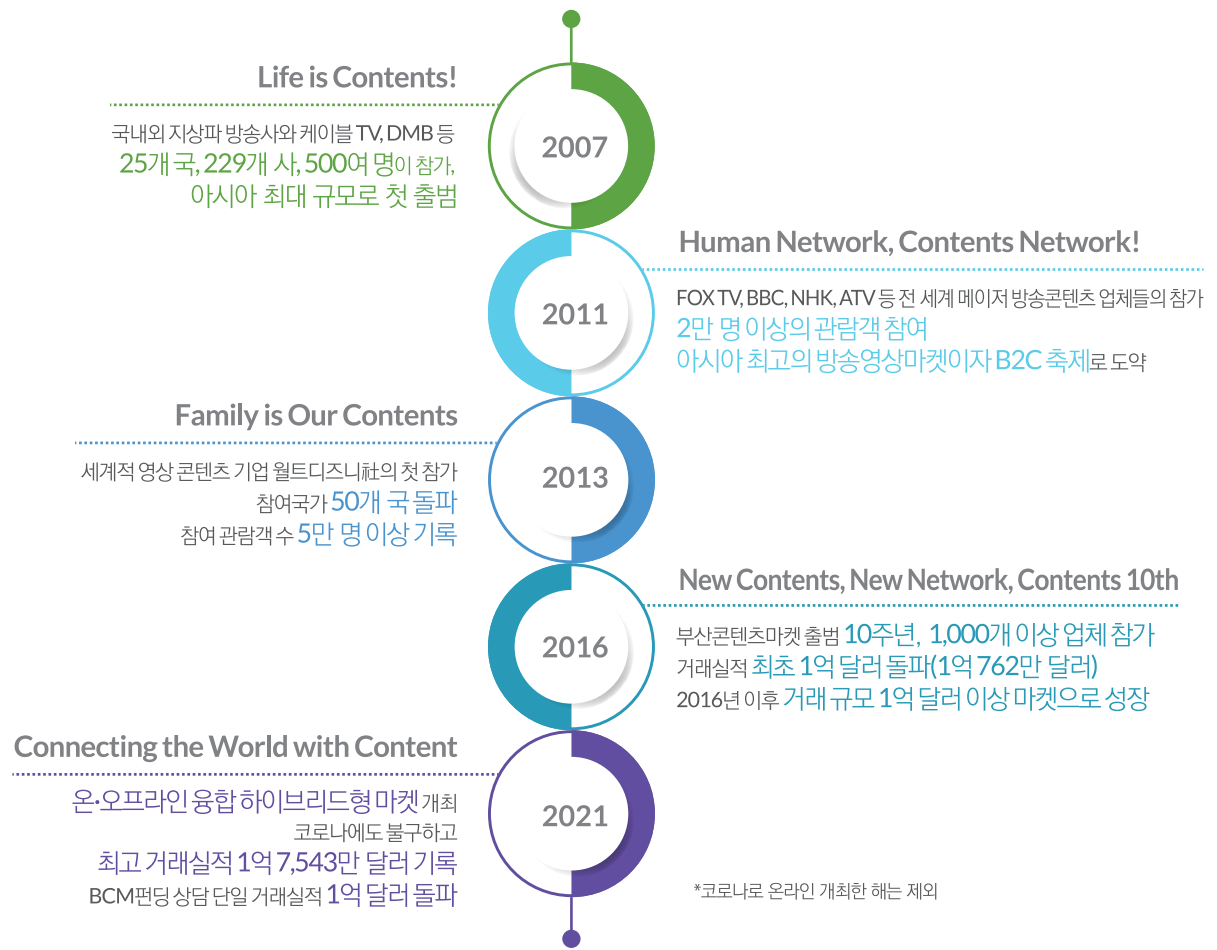 Life is Contents!
국내외 지상파 방송사와 케이블 TV, DMB 등
25개 국, 229개 사, 500여 명이 참가,
아시아 최대 규모로 첫 출범
2007
Human Network, Contents Network!
FOX TV, BBC, NHK, ATV 등 전 세계 메이저 방송콘텐츠 업체들의 참가
2만 명 이상의 관람객 참여
아시아 최고의 방송영상마켓이자 B2C 축제로 도약
2011
Family is Our Contents
세계적 영상 콘텐츠 기업 월트디즈니社의 첫 참가
참여국가 50개 국 돌파
참여 관람객 수 5만 명 이상 기록
2013
New Contents, New Network, Contents 10th
부산콘텐츠마켓 출범 10주년, 1,000개 이상 업체 참가
거래실적 최초 1억 달러 돌파(1억 762만 달러)
2016년 이후 거래 규모 1억 달러 이상 마켓으로 성장
2016
Connecting the World with Content
온·오프라인 융합 하이브리드형 마켓 개최
코로나에도 불구하고
최고 거래실적 1억 7,543만 달러 기록
BCM펀딩 상담 단일 거래실적 1억 달러 돌파
2021
*코로나로 온라인 개최한 해는 제외